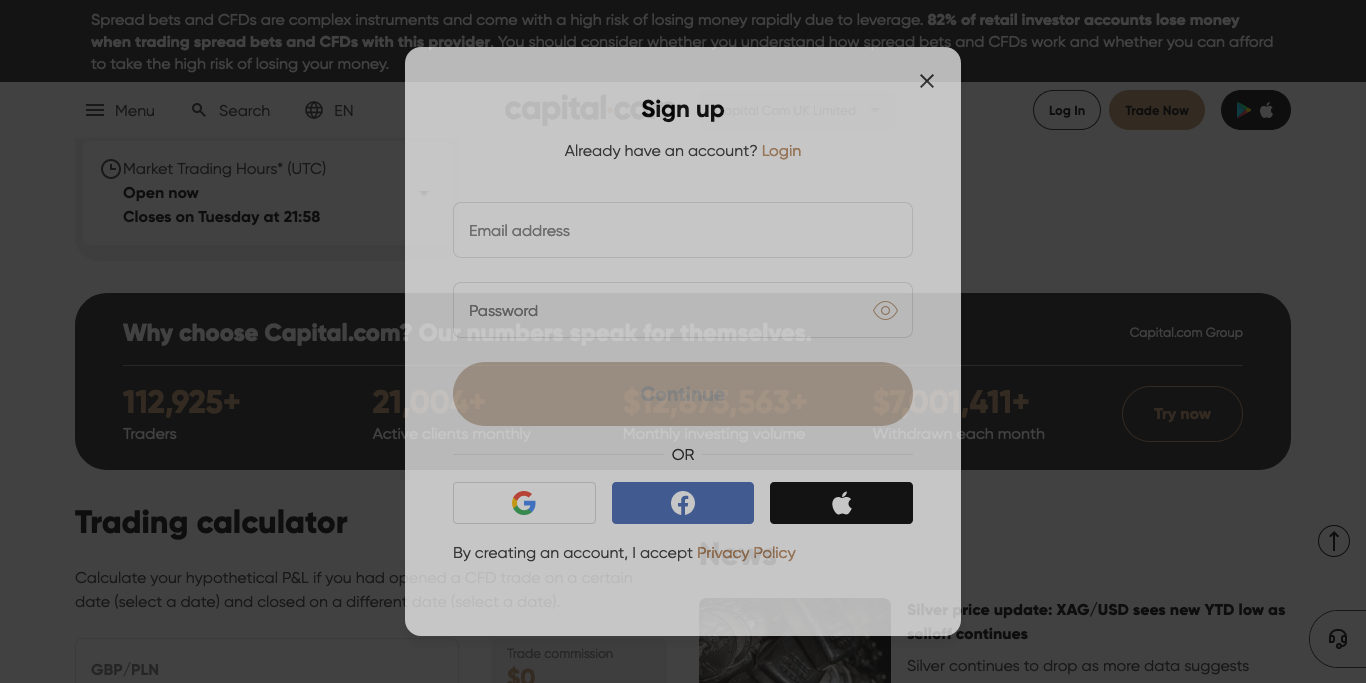 Spread bets and CFDs are complex instruments and come with a high risk of losing money rapidly due to leverage. 82% of retail investor accounts lose money
when trading spread bets and CFDs with this provider. You should consider whether you understand how spread bets and CFDs work and whether you can afford
to take the high risk of losing your money.
Menu
Search
EN
capital.co
apital Com UK Limited
Log In
Trade Now
Sign up
Already have an account? Login
Market Trading Hours* (UTC)
Open now
Closes on Tuesday at 21:58
Email address
Password
Why choose Capital.com? Our numbers speak for themselves.
Capital.com Group
Continue
112,925+
Traders
21,004+
Active clients monthly
Monthly investing volume
$7,001,411+
Withdrawn each month
Try now
OR
By creating an account, I accept Privacy Policy
Trading calculator
Calculate your hypothetical P&L if you had opened a CFD trade on a certain
date (select a date) and closed on a different date (select a date).
GBP/PLN
Trade commission
$0
News
Silver price update: XAG/USD sees new YTD low as
selloff continues
Silver continues to drop as more data suggests